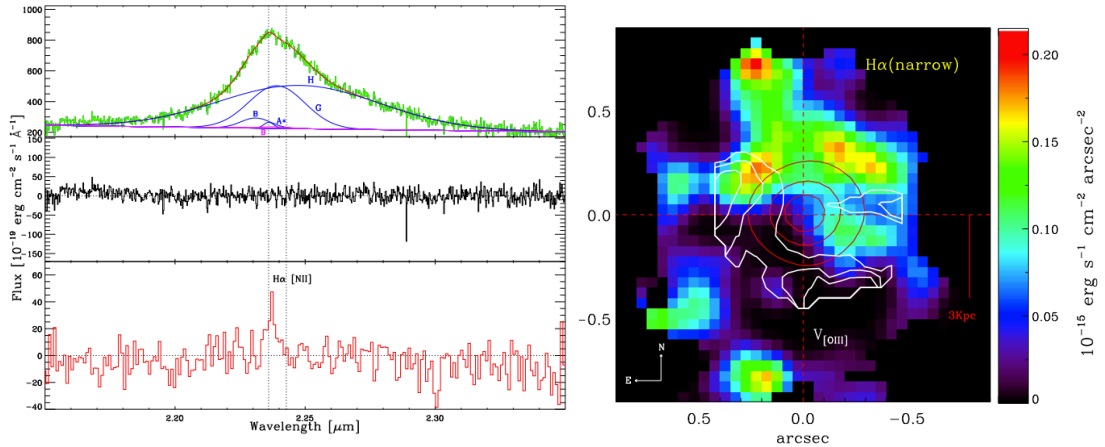 1000
800
600
400
200
H
G
B
A*
B
150
100
50
0
-50
-100
-150
Flux [10⁻¹⁹ erg cm⁻² s⁻¹ Å⁻¹]
Hα [NII]
60
40
20
0
-20
-40
2.20 2.25 2.30
Wavelength [μm]
Hα(narrow)
0.5
0.0
-0.5
3Kpc
V[OIII]
N
E
0.5 0.0 -0.5
arcsec
0.20
0.15
0.10
0.05
0.00
10⁻¹⁵ erg s⁻¹ cm⁻² arcsec⁻²